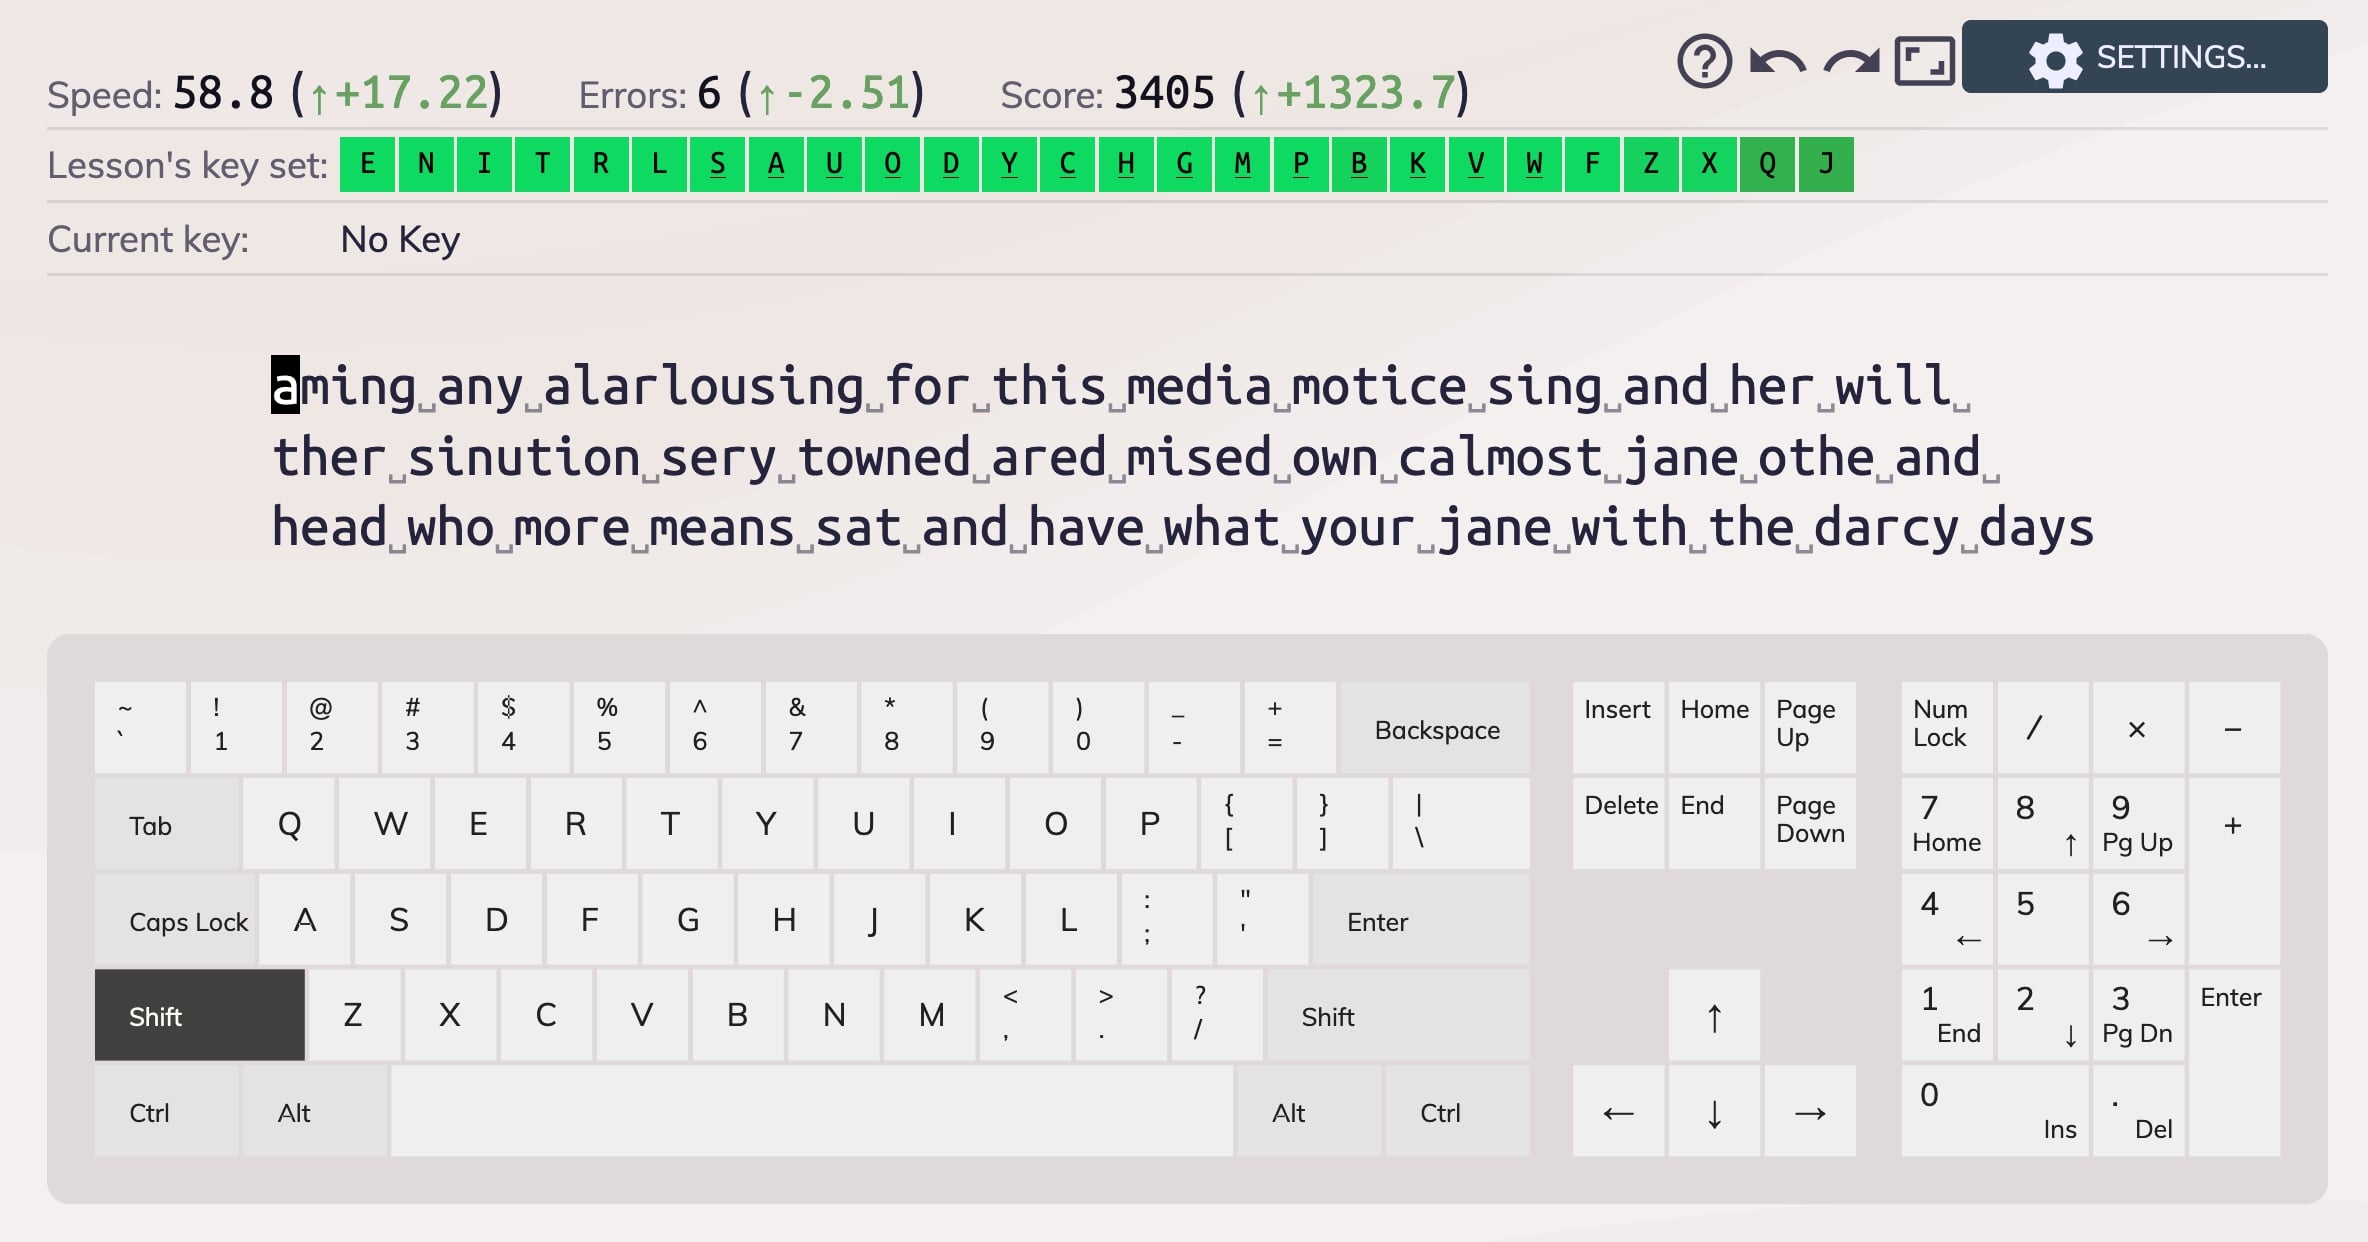 Speed: 58.8 (↑+17.22) Errors: 6 (↑-2.51) Score: 3405 (↑+1323.7) SETTINGS...
Lesson's key set: E N I T R L S A U O D Y C H G M P B K V W F Z X Q J
Current key: No Key
aming␣any␣alarlousing␣for␣this␣media␣motice␣sing␣and␣her␣will␣
ther␣sinution␣sery␣towned␣ared␣mised␣own␣calmost␣jane␣othe␣and␣
head␣who␣more␣means␣sat␣and␣have␣what␣your␣jane␣with␣the␣darcy␣days
~ ! @ # $ % ^ & * ( ) _ +
` 1 2 3 4 5 6 7 8 9 0 - = Backspace Insert Home Page Up Num Lock / × −
Tab Q W E R T Y U I O P { [ } ] | \ Delete End Page Down 7 Home 8 ↑ 9 Pg Up +
Caps Lock A S D F G H J K L : ; " ' Enter 4 ← 5 6 →
Shift Z X C V B N M < , > . ? / Shift ↑ 1 End 2 ↓ 3 Pg Dn Enter
Ctrl Alt Alt Ctrl ← ↓ → 0 Ins . Del